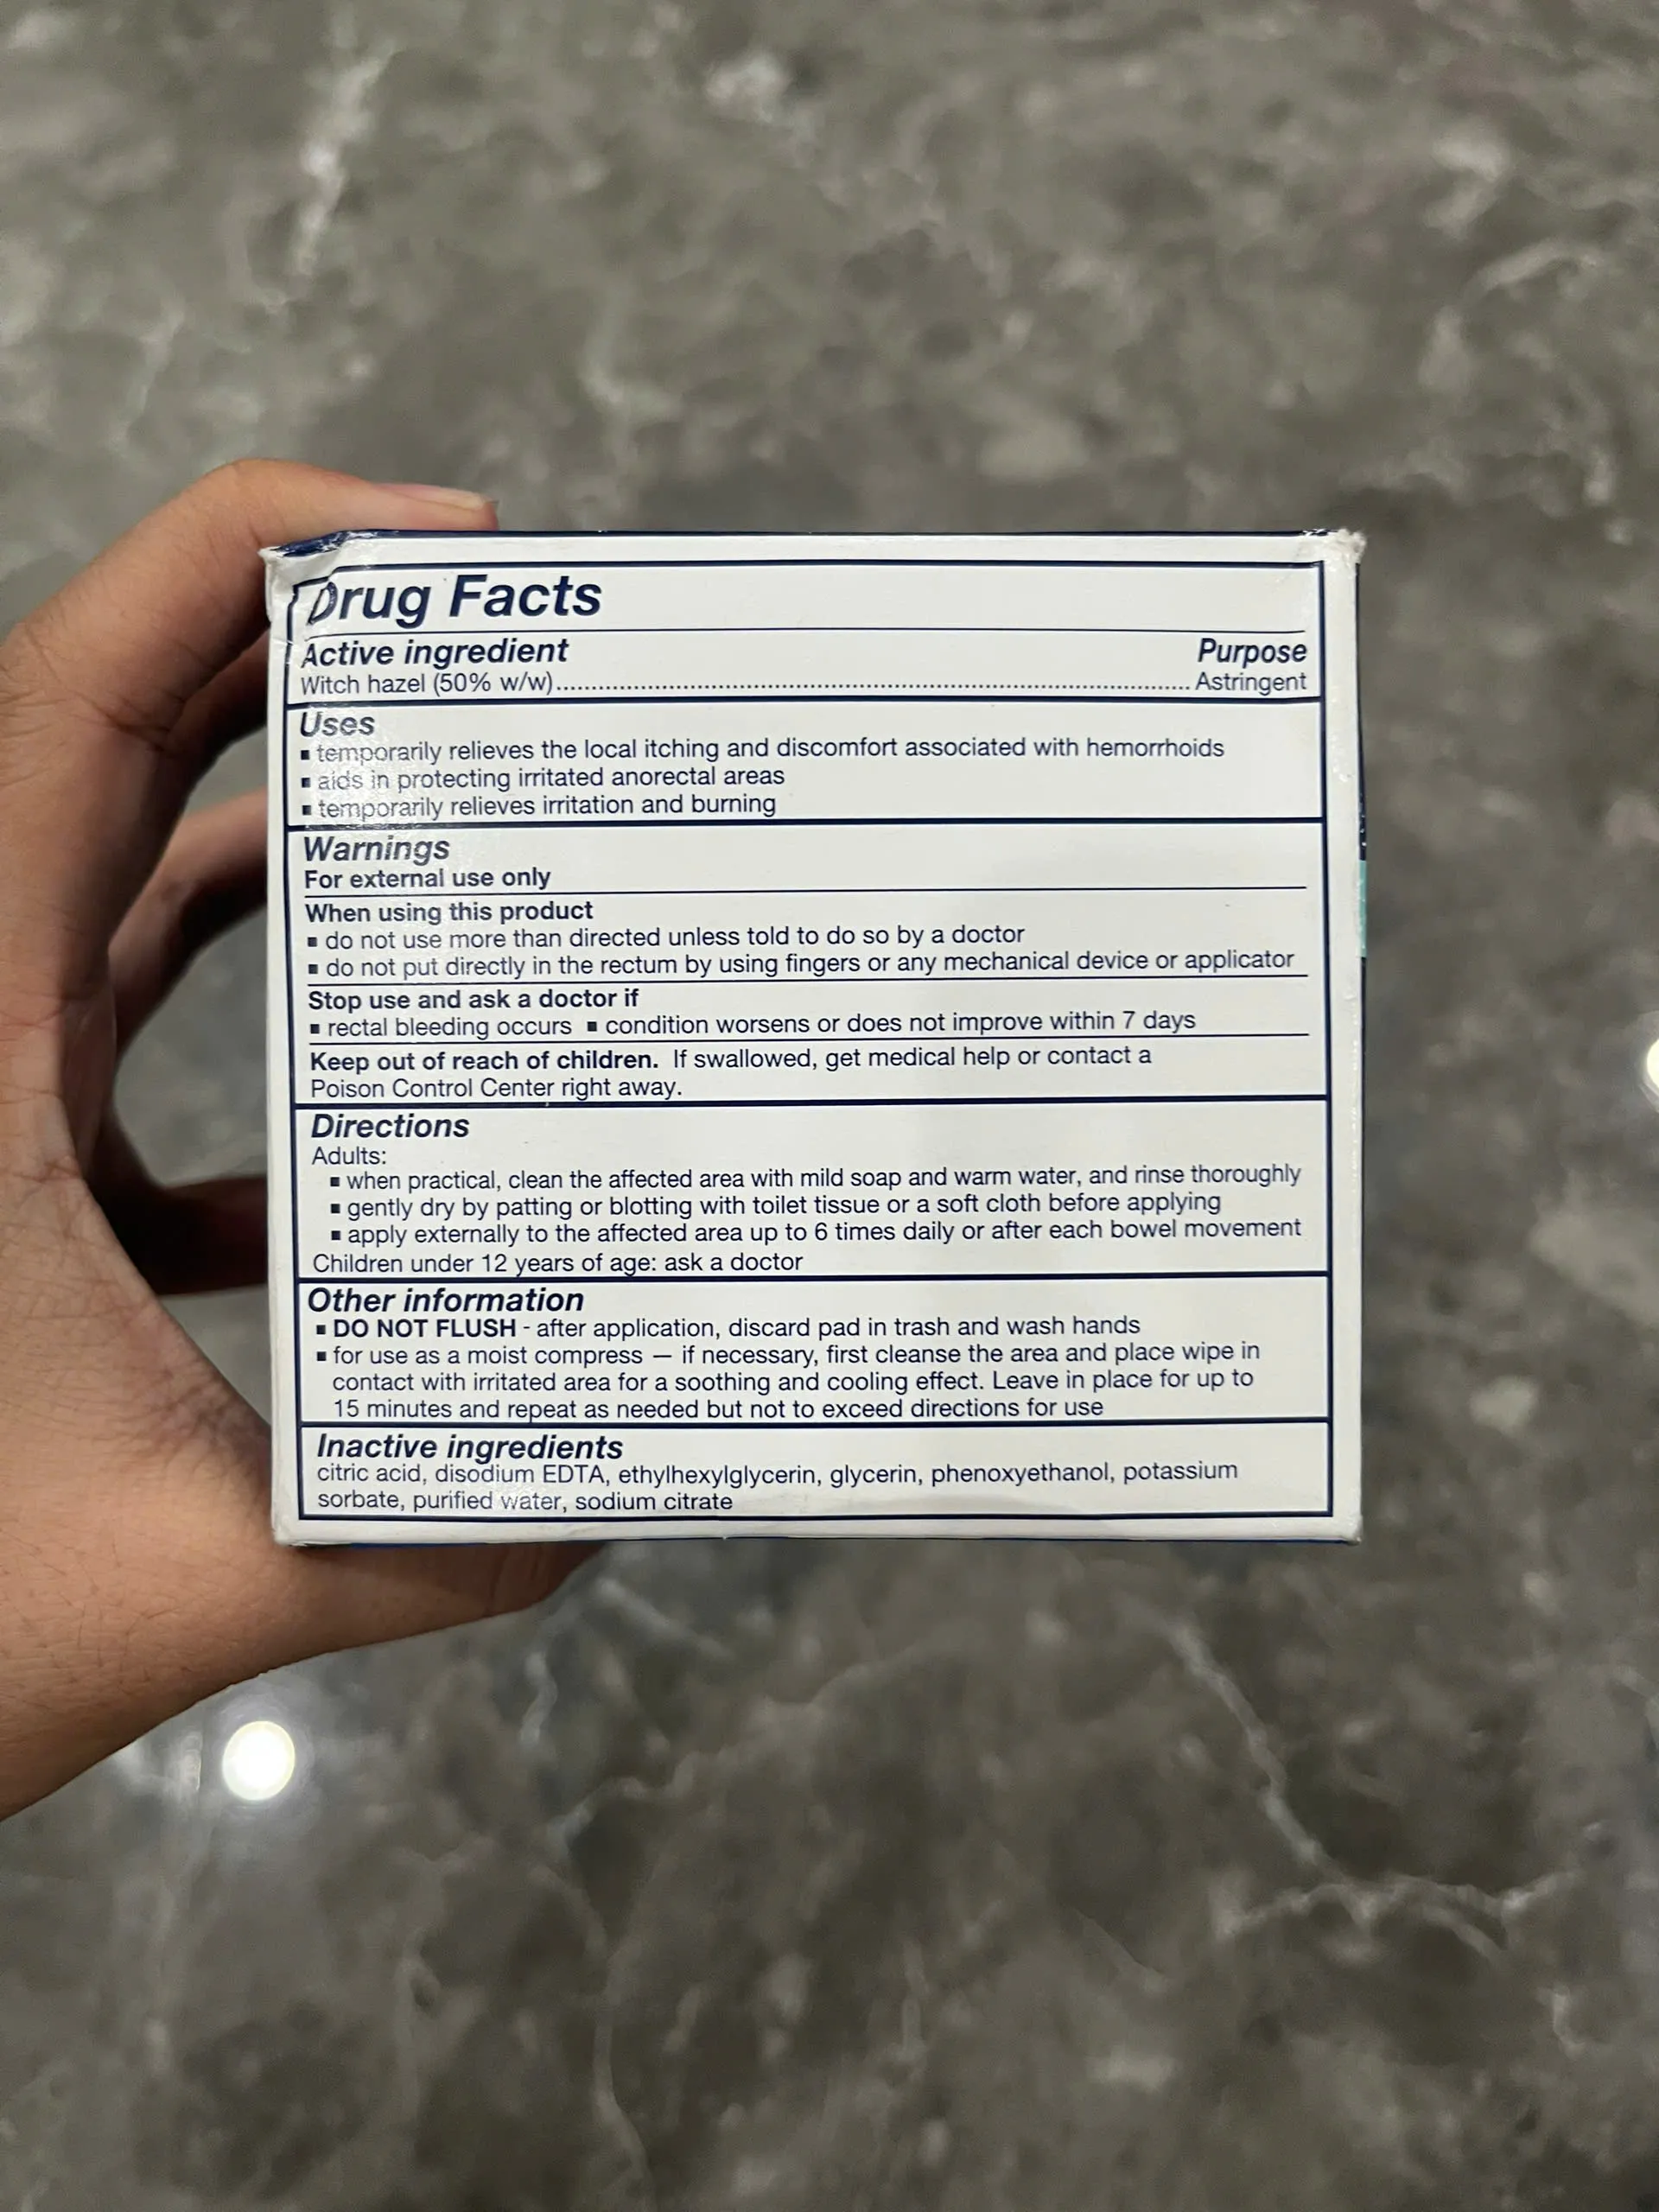 Drug Facts
Active ingredient Purpose
Witch hazel (50% w/w)................................................................................ Astringent
Uses
▪ temporarily relieves the local itching and discomfort associated with hemorrhoids
▪ aids in protecting irritated anorectal areas
▪ temporarily relieves irritation and burning
Warnings
For external use only
When using this product
▪ do not use more than directed unless told to do so by a doctor
▪ do not put directly in the rectum by using fingers or any mechanical device or applicator
Stop use and ask a doctor if
▪ rectal bleeding occurs ▪ condition worsens or does not improve within 7 days
Keep out of reach of children. If swallowed, get medical help or contact a
Poison Control Center right away.
Directions
Adults:
▪ when practical, clean the affected area with mild soap and warm water, and rinse thoroughly
▪ gently dry by patting or blotting with toilet tissue or a soft cloth before applying
▪ apply externally to the affected area up to 6 times daily or after each bowel movement
Children under 12 years of age: ask a doctor
Other information
▪ DO NOT FLUSH - after application, discard pad in trash and wash hands
▪ for use as a moist compress — if necessary, first cleanse the area and place wipe in
contact with irritated area for a soothing and cooling effect. Leave in place for up to
15 minutes and repeat as needed but not to exceed directions for use
Inactive ingredients
citric acid, disodium EDTA, ethylhexylglycerin, glycerin, phenoxyethanol, potassium
sorbate, purified water, sodium citrate